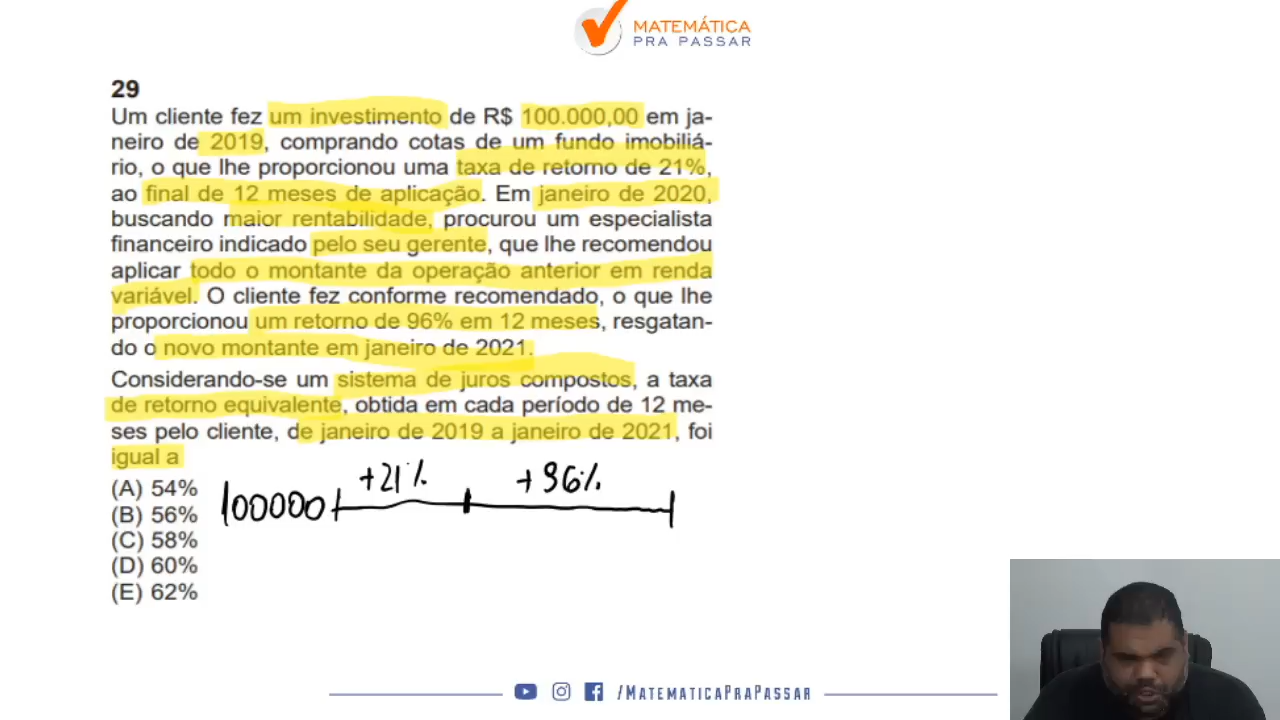 MATEMÁTICA
PRA PASSAR
29
Um cliente fez um investimento de R$ 100.000,00 em ja-
neiro de 2019, comprando cotas de um fundo imobiliá-
rio, o que lhe proporcionou uma taxa de retorno de 21%,
ao final de 12 meses de aplicação. Em janeiro de 2020,
buscando maior rentabilidade, procurou um especialista
financeiro indicado pelo seu gerente, que lhe recomendou
aplicar todo o montante da operação anterior em renda
variável. O cliente fez conforme recomendado, o que lhe
proporcionou um retorno de 96% em 12 meses, resgatan-
do o novo montante em janeiro de 2021.
Considerando-se um sistema de juros compostos, a taxa
de retorno equivalente, obtida em cada período de 12 me-
ses pelo cliente, de janeiro de 2019 a janeiro de 2021, foi
igual a
+21% +96%
(A) 54%
100000
(B) 56%
(C) 58%
(D) 60%
(E) 62%
/MATEMATICAPRAPASSAR